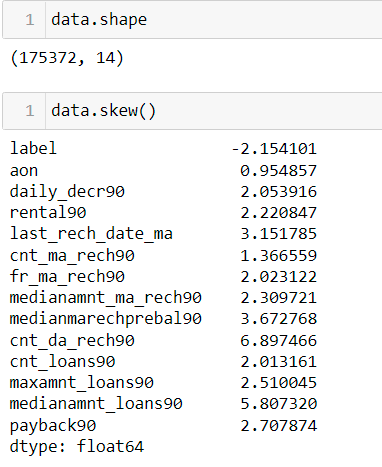 1 data.shape
(175372, 14)
1 data.skew()
label -2.154101
aon 0.954857
daily_decr90 2.053916
rental90 2.220847
last_rech_date_ma 3.151785
cnt_ma_rech90 1.366559
fr_ma_rech90 2.023122
medianamnt_ma_rech90 2.309721
medianmarechprebal90 3.672768
cnt_da_rech90 6.897466
cnt_loans90 2.013161
maxamnt_loans90 2.510045
medianamnt_loans90 5.807320
payback90 2.707874
dtype: float64